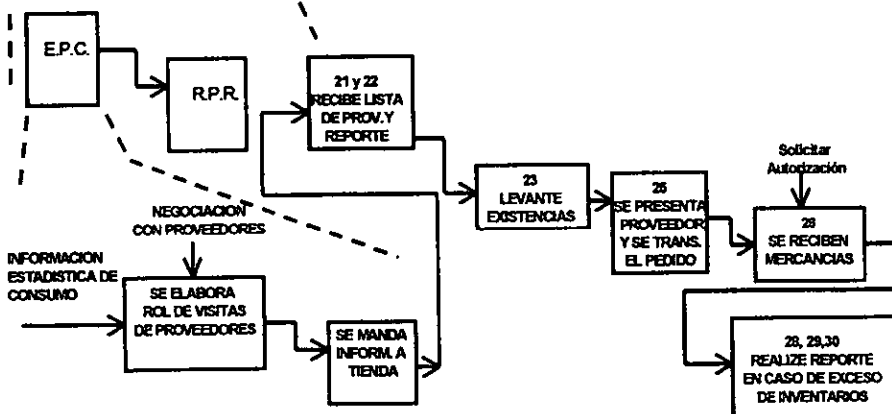 E.P.C.
R.P.R.
21 y 22
RECIBE LISTA
DE PROV. Y
REPORTE
23
LEVANTE
EXISTENCIAS
25
SE PRESENTA
PROVEEDOR
Y SE TRANS.
EL PEDIDO
Solicitar
Autorización
28
SE RECIBEN
MERCANCIAS
NEGOCIACION
CON PROVEEDORES
INFORMACION
ESTADISTICA DE
CONSUMO
SE ELABORA
ROL DE VISITAS
DE PROVEEDORES
SE MANDA
INFORM. A
TIENDA
28, 29,30
REALIZE REPORTE
EN CASO DE EXCESO
DE INVENTARIOS